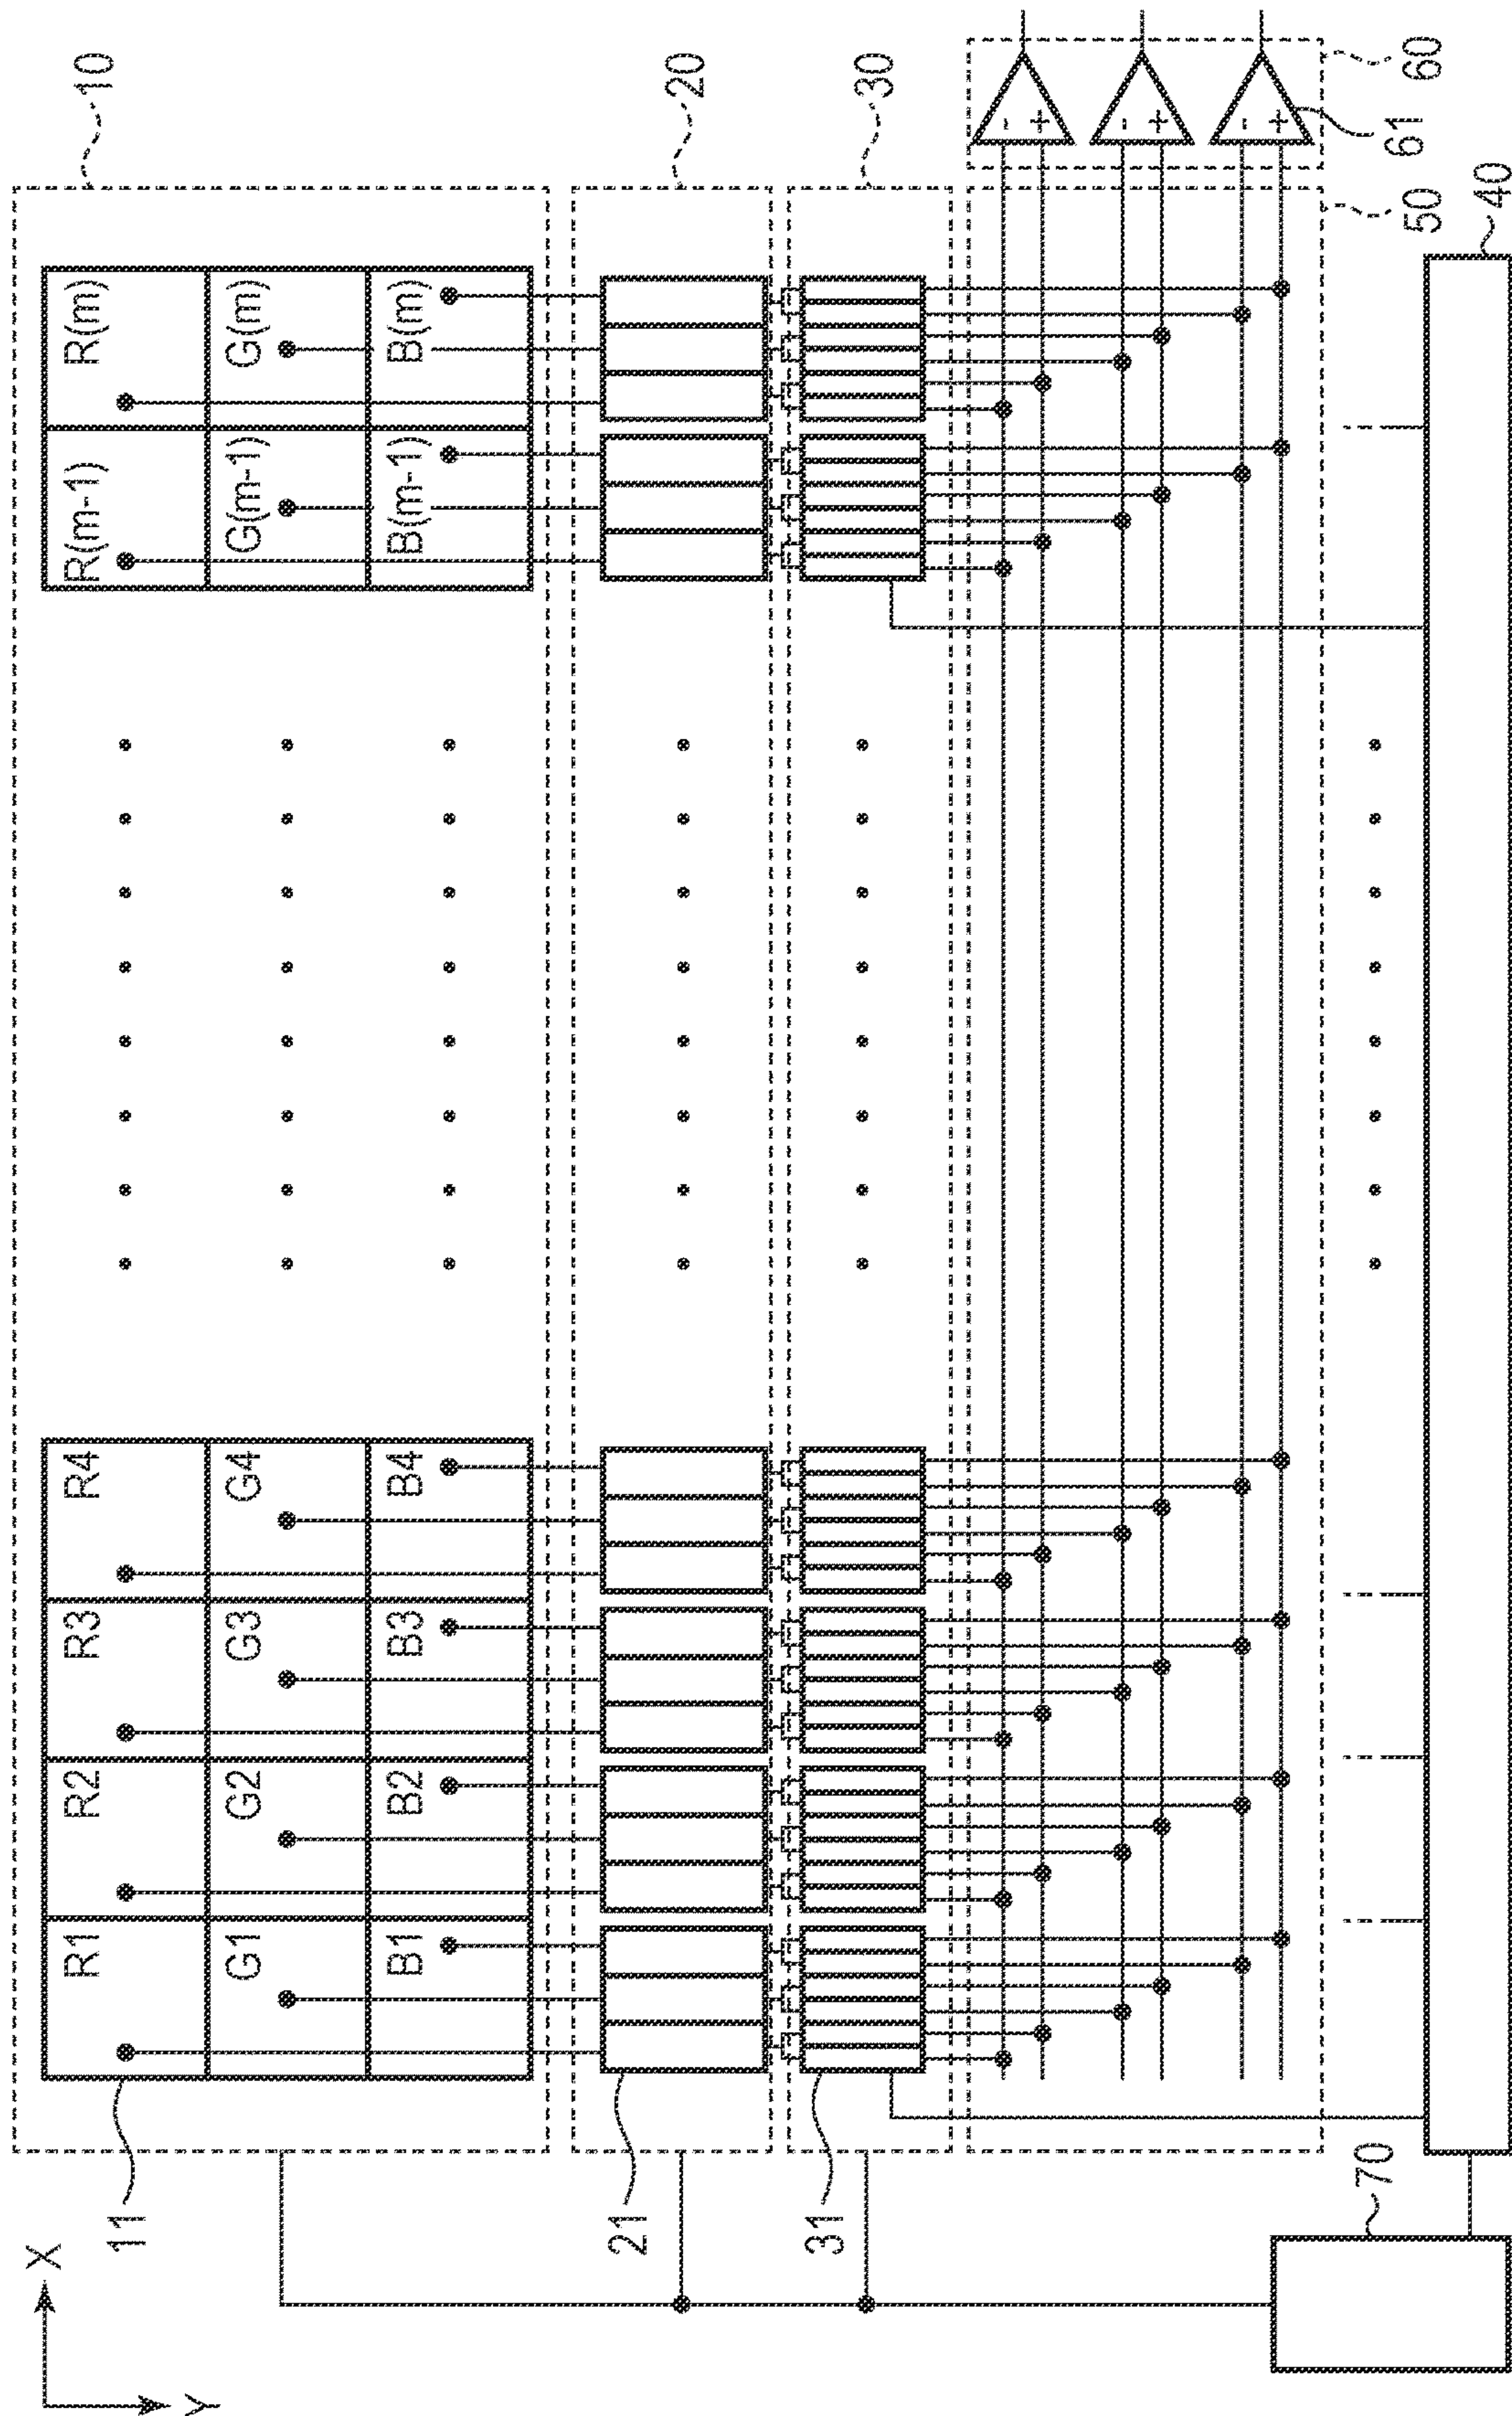 10
20
30
60
61
50
40
R1 R2 R3 R4 R(m-1) R(m)
G1 G2 G3 G4 G(m-1) G(m)
B1 B2 B3 B4 B(m-1) B(m)
- +
- +
- +
11
21
31
70
X
Y